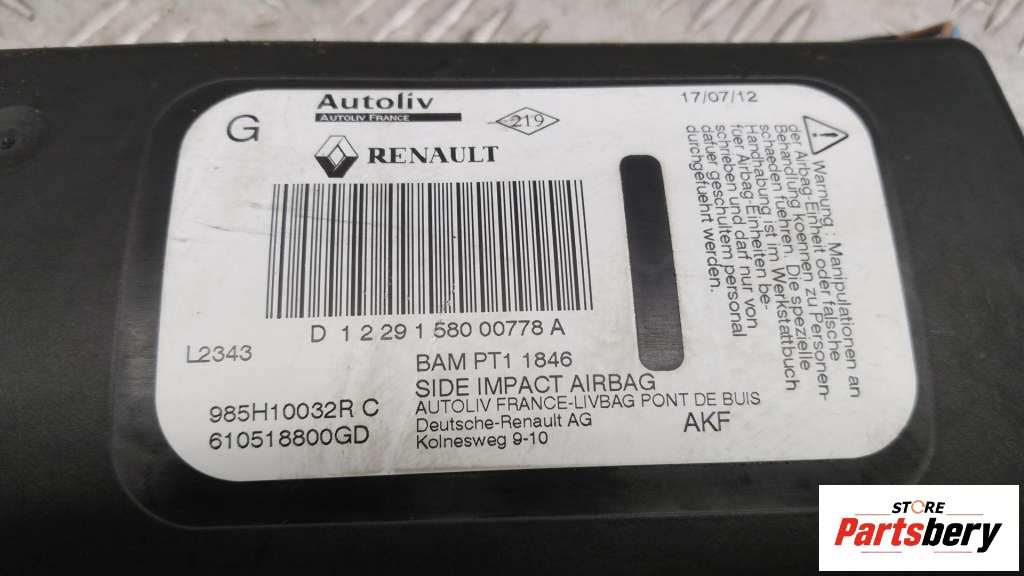 G
Autoliv
AUTOLIV FRANCE
219
RENAULT
17/07/12
Warnung : Manipulationen an
der Airbag-Einheit oder falsche
Behandlung koennen zu Personen-
schaeden fuehren. Die spezielle
Handhabung ist im Werkstattbuch
fuer Airbag-Einheiten be-
schrieben und darf nur von
dafuer geschultem personal
durchgefuehrt werden.
D 1 2 29 1 580 00778 A
L2343
BAM PT1 1846
SIDE IMPACT AIRBAG
985H10032R C
AUTOLIV FRANCE-LIVBAG PONT DE BUIS
610518800GD
Deutsche-Renault AG
AKF
Kolnesweg 9-10
STORE
Partsbery